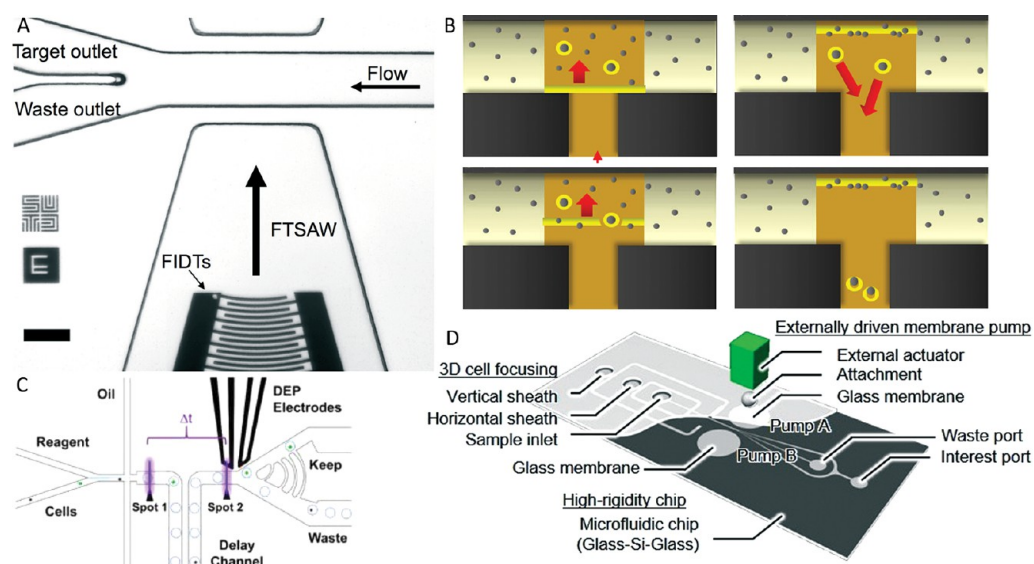 A
Target outlet
Flow
Waste outlet
FTSAW
FIDTs
E
B
C
Oil
Δt
DEP
Electrodes
Reagent
Keep
Cells
Spot 1
Spot 2
Waste
Delay
Channel
D
Externally driven membrane pump
External actuator
3D cell focusing
Attachment
Vertical sheath
Glass membrane
Horizontal sheath
Sample inlet
Pump A
Waste port
Pump B
Interest port
Glass membrane
High-rigidity chip
Microfluidic chip
(Glass-Si-Glass)